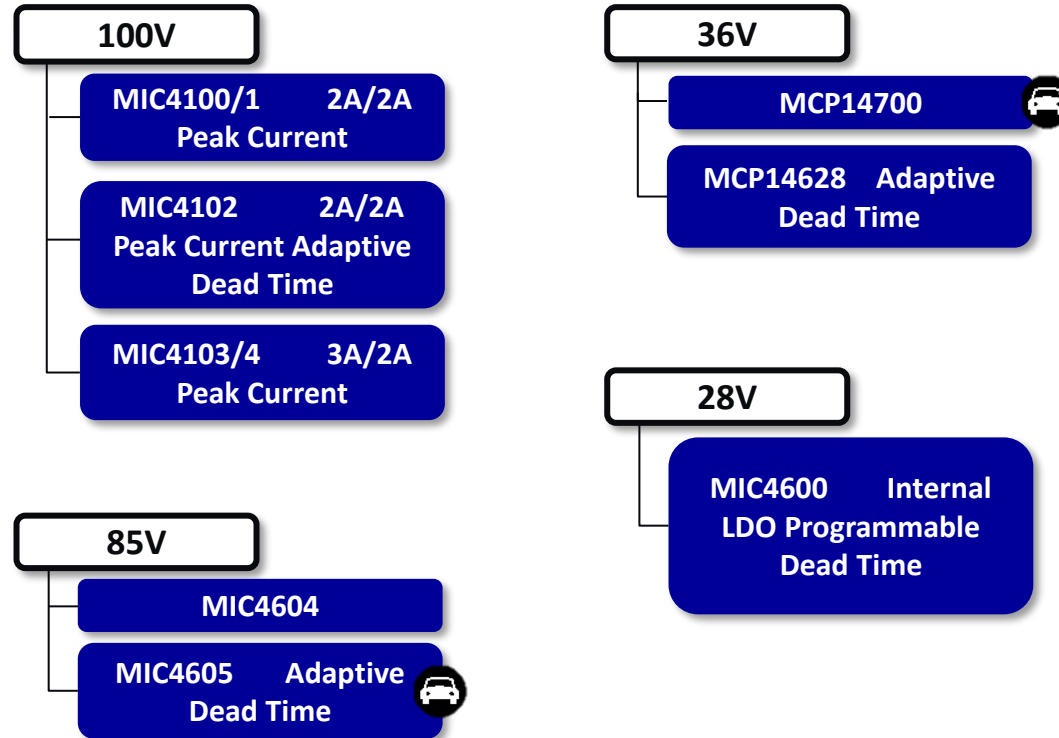 100V
MIC4100/1 2A/2A
Peak Current
MIC4102 2A/2A
Peak Current Adaptive
Dead Time
MIC4103/4 3A/2A
Peak Current
85V
MIC4604
MIC4605 Adaptive
Dead Time
36V
MCP14700
MCP14628 Adaptive
Dead Time
28V
MIC4600 Internal
LDO Programmable
Dead Time